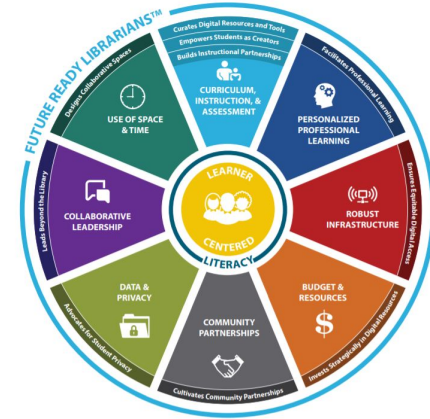 FUTURE READY LIBRARIANS™
Curates Digital Resources and Tools
Empowers Students as Creators
Builds Instructional Partnerships
CURRICULUM,
INSTRUCTION, &
ASSESSMENT
Facilitates Professional Learning
PERSONALIZED
PROFESSIONAL
LEARNING
Ensures Equitable Digital Access
ROBUST
INFRASTRUCTURE
Invests Strategically in Digital Resources
BUDGET &
RESOURCES
$
Cultivates Community Partnerships
COMMUNITY
PARTNERSHIPS
Advocates for Student Privacy
DATA &
PRIVACY
Leads Beyond the Library
COLLABORATIVE
LEADERSHIP
Designs Collaborative Spaces
USE OF SPACE
& TIME
LEARNER
CENTERED
LITERACY